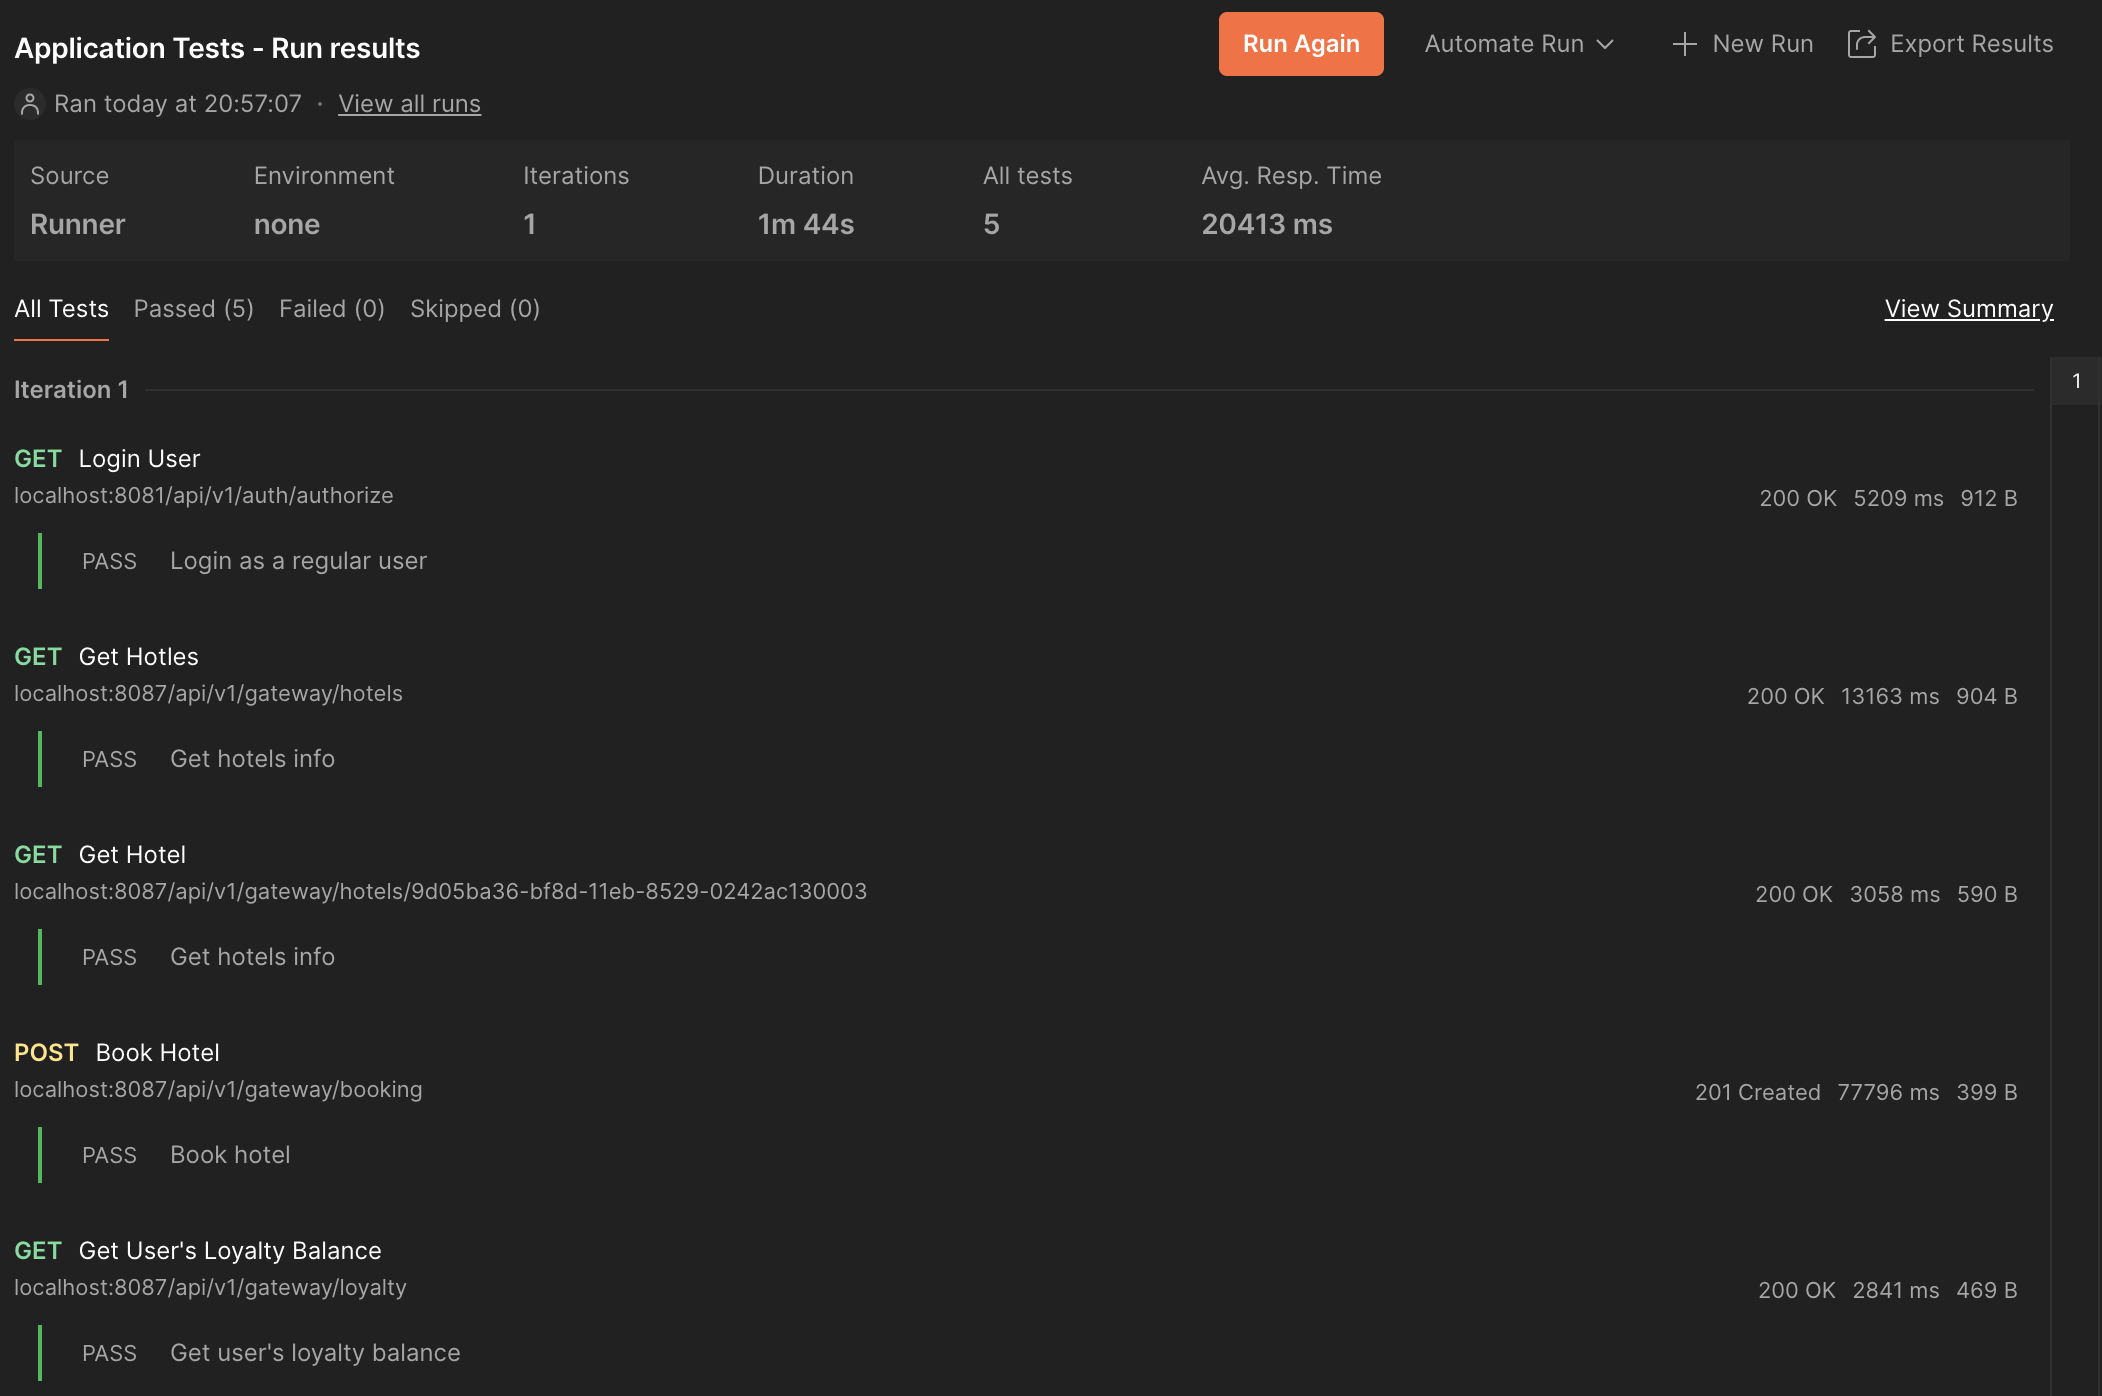 Application Tests - Run results
Run Again
Automate Run
New Run
Export Results
Ran today at 20:57:07 · View all runs
Source Environment Iterations Duration All tests Avg. Resp. Time
Runner none 1 1m 44s 5 20413 ms
All Tests Passed (5) Failed (0) Skipped (0) View Summary
Iteration 1
1
GET Login User
localhost:8081/api/v1/auth/authorize 200 OK 5209 ms 912 B
PASS Login as a regular user
GET Get Hotles
localhost:8087/api/v1/gateway/hotels 200 OK 13163 ms 904 B
PASS Get hotels info
GET Get Hotel
localhost:8087/api/v1/gateway/hotels/9d05ba36-bf8d-11eb-8529-0242ac130003 200 OK 3058 ms 590 B
PASS Get hotels info
POST Book Hotel
localhost:8087/api/v1/gateway/booking 201 Created 77796 ms 399 B
PASS Book hotel
GET Get User's Loyalty Balance
localhost:8087/api/v1/gateway/loyalty 200 OK 2841 ms 469 B
PASS Get user's loyalty balance